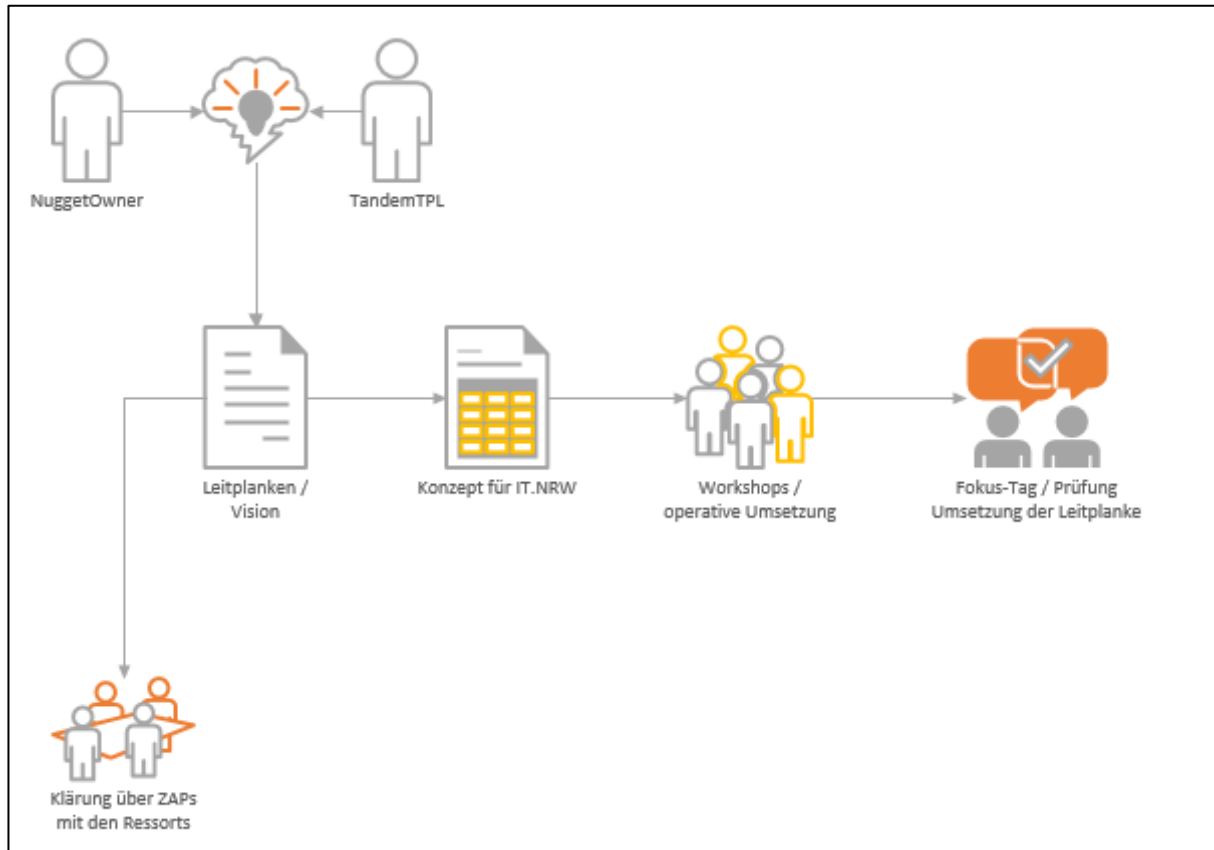 NuggetOwner
TandemTPL
Leitplanken /
Vision
Konzept für IT.NRW
Workshops /
operative Umsetzung
Fokus-Tag / Prüfung
Umsetzung der Leitplanke
Klärung über ZAPs
mit den Ressorts